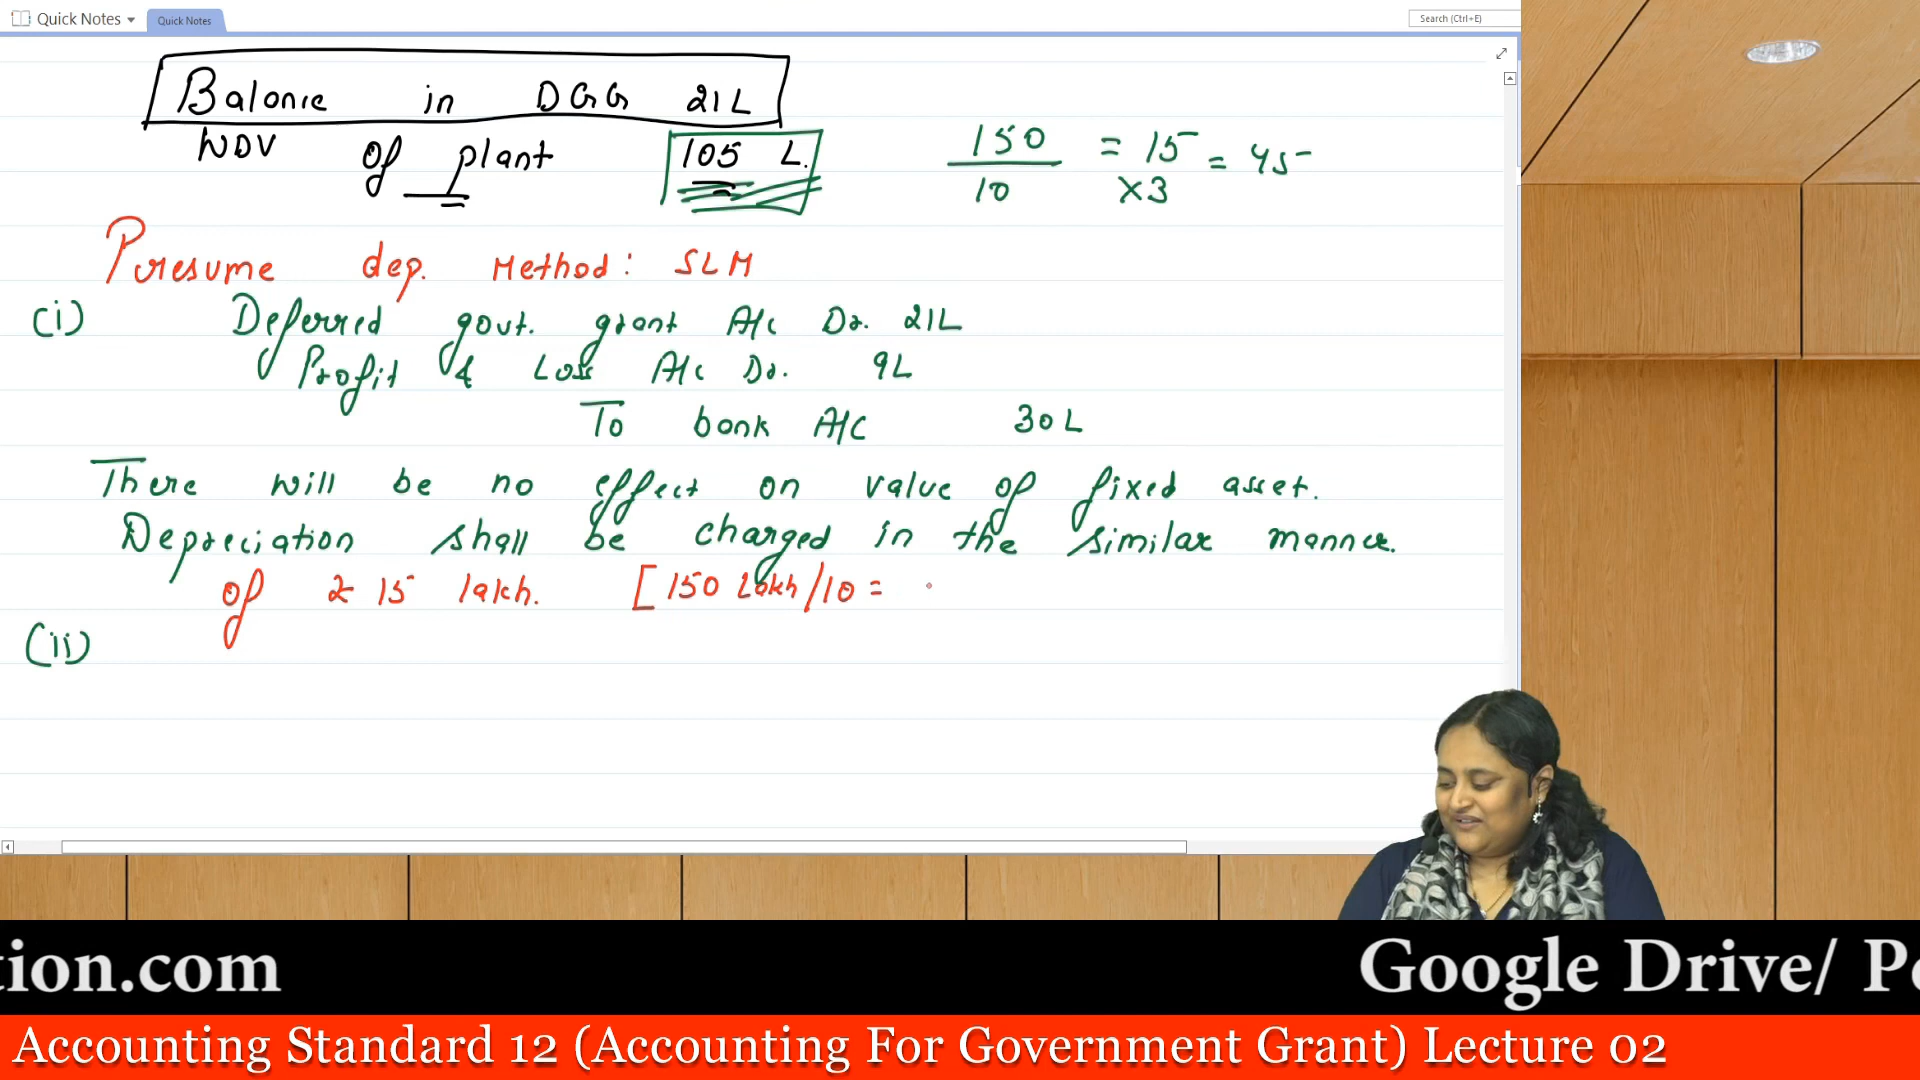 Quick Notes
Quick Notes
Search (Ctrl+E)
Balance in DGG 21 L
WDV of plant 105 L.
150 / 10 = 15 × 3 = 45
Presume dep. Method: SLM
(i) Deferred govt. grant A/c Dr. 21L
Profit & Loss A/c Dr. 9L
To bank A/C 30L
There will be no effect on value of fixed asset.
Depreciation shall be charged in the similar manner.
of ₹ 15 lakh. [150 Lakh/10 =
(ii)
tion.com
Google Drive/ Pe
Accounting Standard 12 (Accounting For Government Grant) Lecture 02